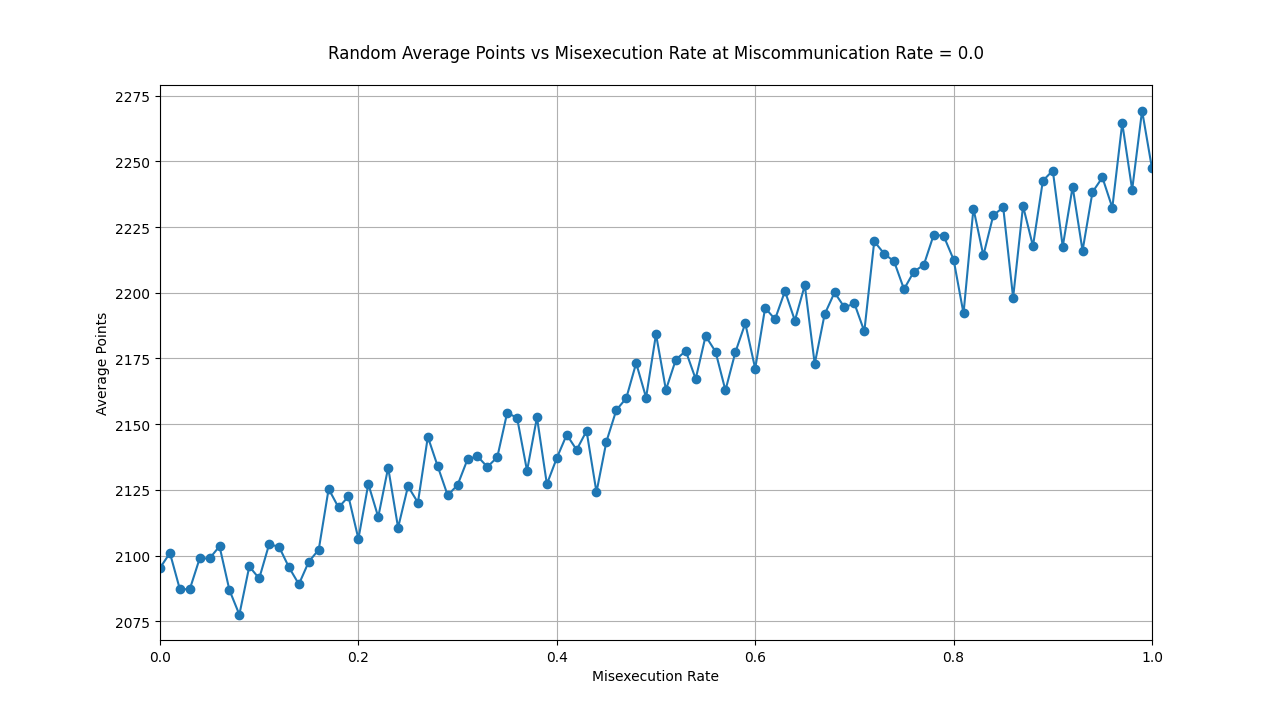 Random Average Points vs Misexecution Rate at Miscommunication Rate = 0.0
2275
2250
2225
2200
2175
2150
2125
2100
2075
Average Points
0.0 0.2 0.4 0.6 0.8 1.0
Misexecution Rate